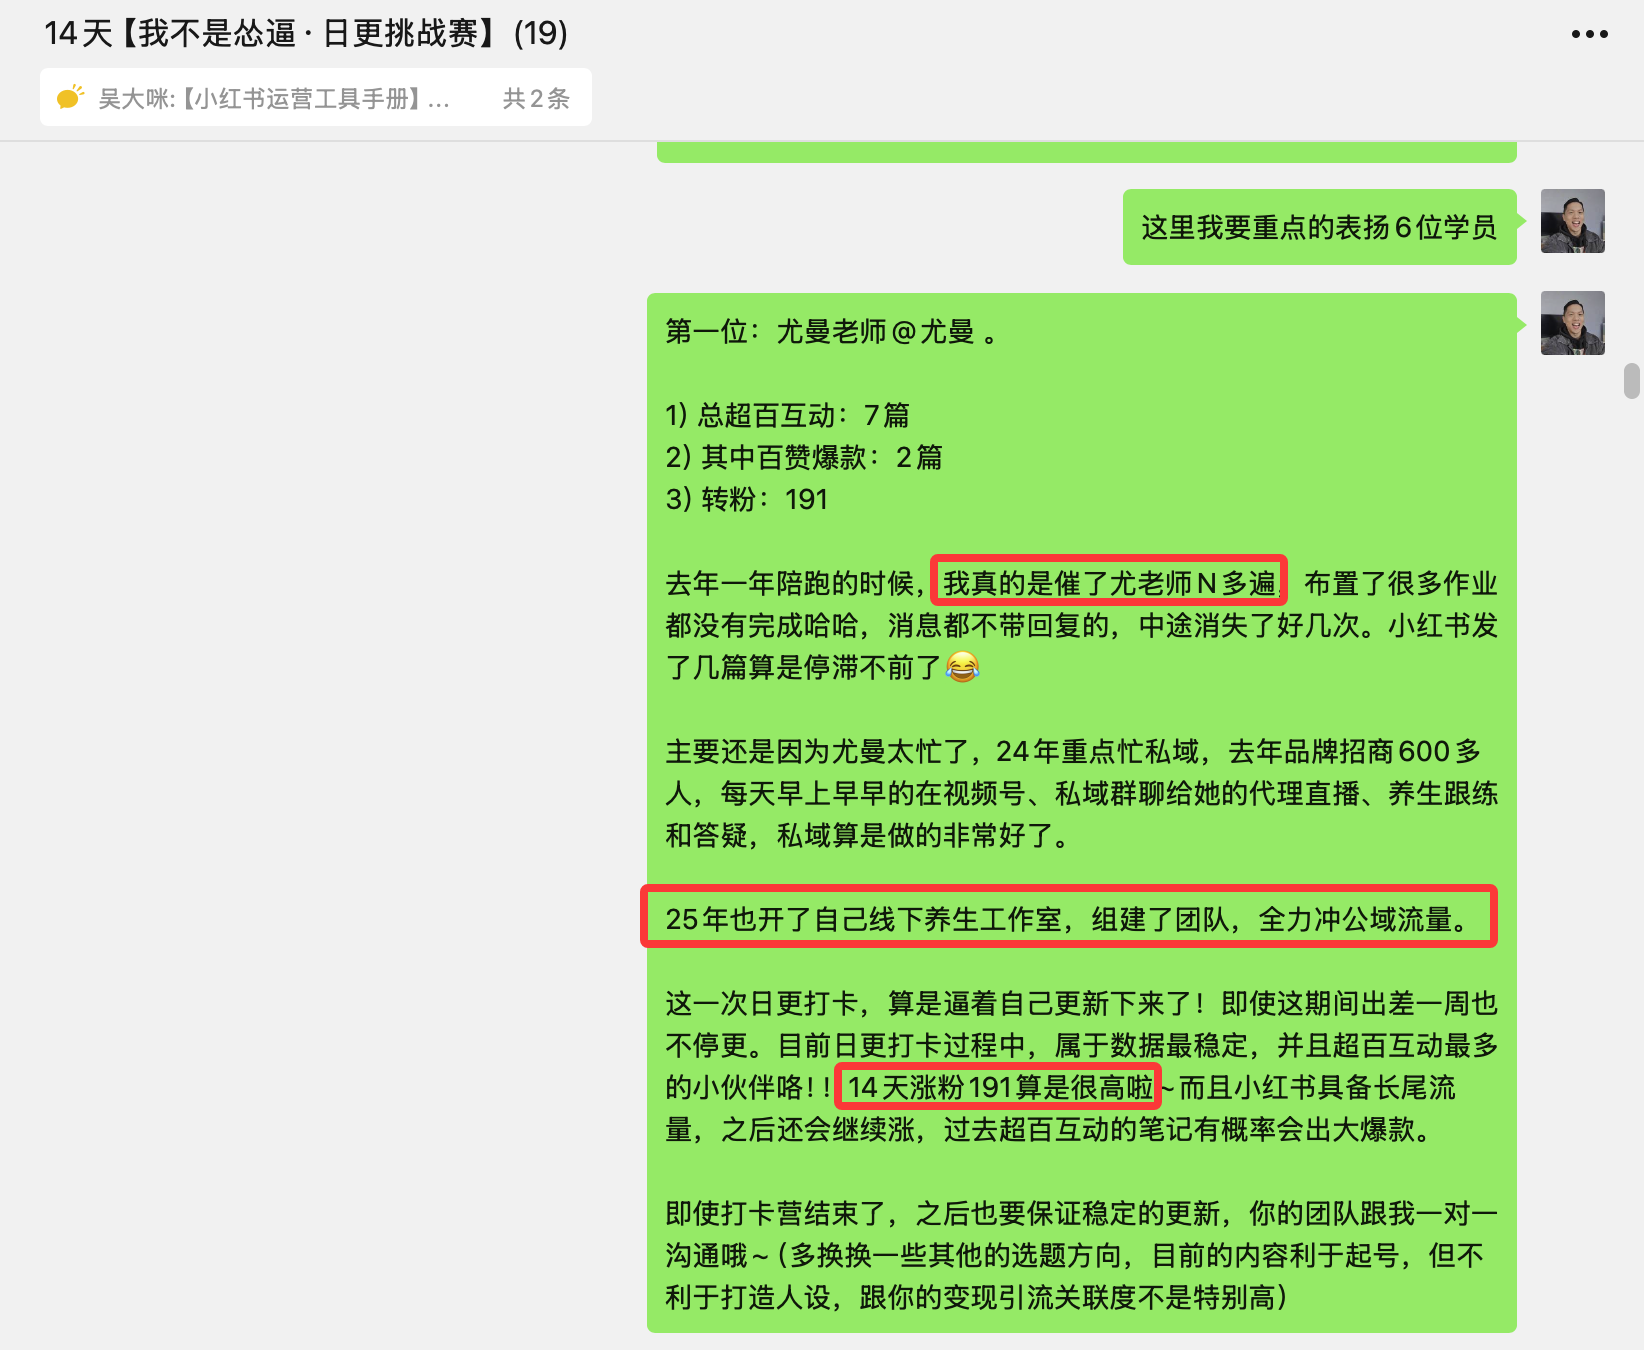 14天【我不是怂逼 · 日更挑战赛】(19)
吴大咪:【小红书运营工具手册】... 共2条
这里我要重点的表扬6位学员
第一位：尤曼老师@尤曼 。
1) 总超百互动：7篇
2) 其中百赞爆款：2篇
3) 转粉：191
去年一年陪跑的时候，我真的是催了尤老师N多遍，布置了很多作业
都没有完成哈哈，消息都不带回复的，中途消失了好几次。小红书发
了几篇算是停滞不前了😂
主要还是因为尤曼太忙了，24年重点忙私域，去年品牌招商600多
人，每天早上早早的在视频号、私域群聊给她的代理直播、养生跟练
和答疑，私域算是做的非常好了。
25年也开了自己线下养生工作室，组建了团队，全力冲公域流量。
这一次日更打卡，算是逼着自己更新下来了！即使这期间出差一周也
不停更。目前日更打卡过程中，属于数据最稳定，并且超百互动最多
的小伙伴咯！！14天涨粉191算是很高啦~而且小红书具备长尾流
量，之后还会继续涨，过去超百互动的笔记有概率会出大爆款。
即使打卡营结束了，之后也要保证稳定的更新，你的团队跟我一对一
沟通哦~（多换换一些其他的选题方向，目前的内容利于起号，但不
利于打造人设，跟你的变现引流关联度不是特别高）